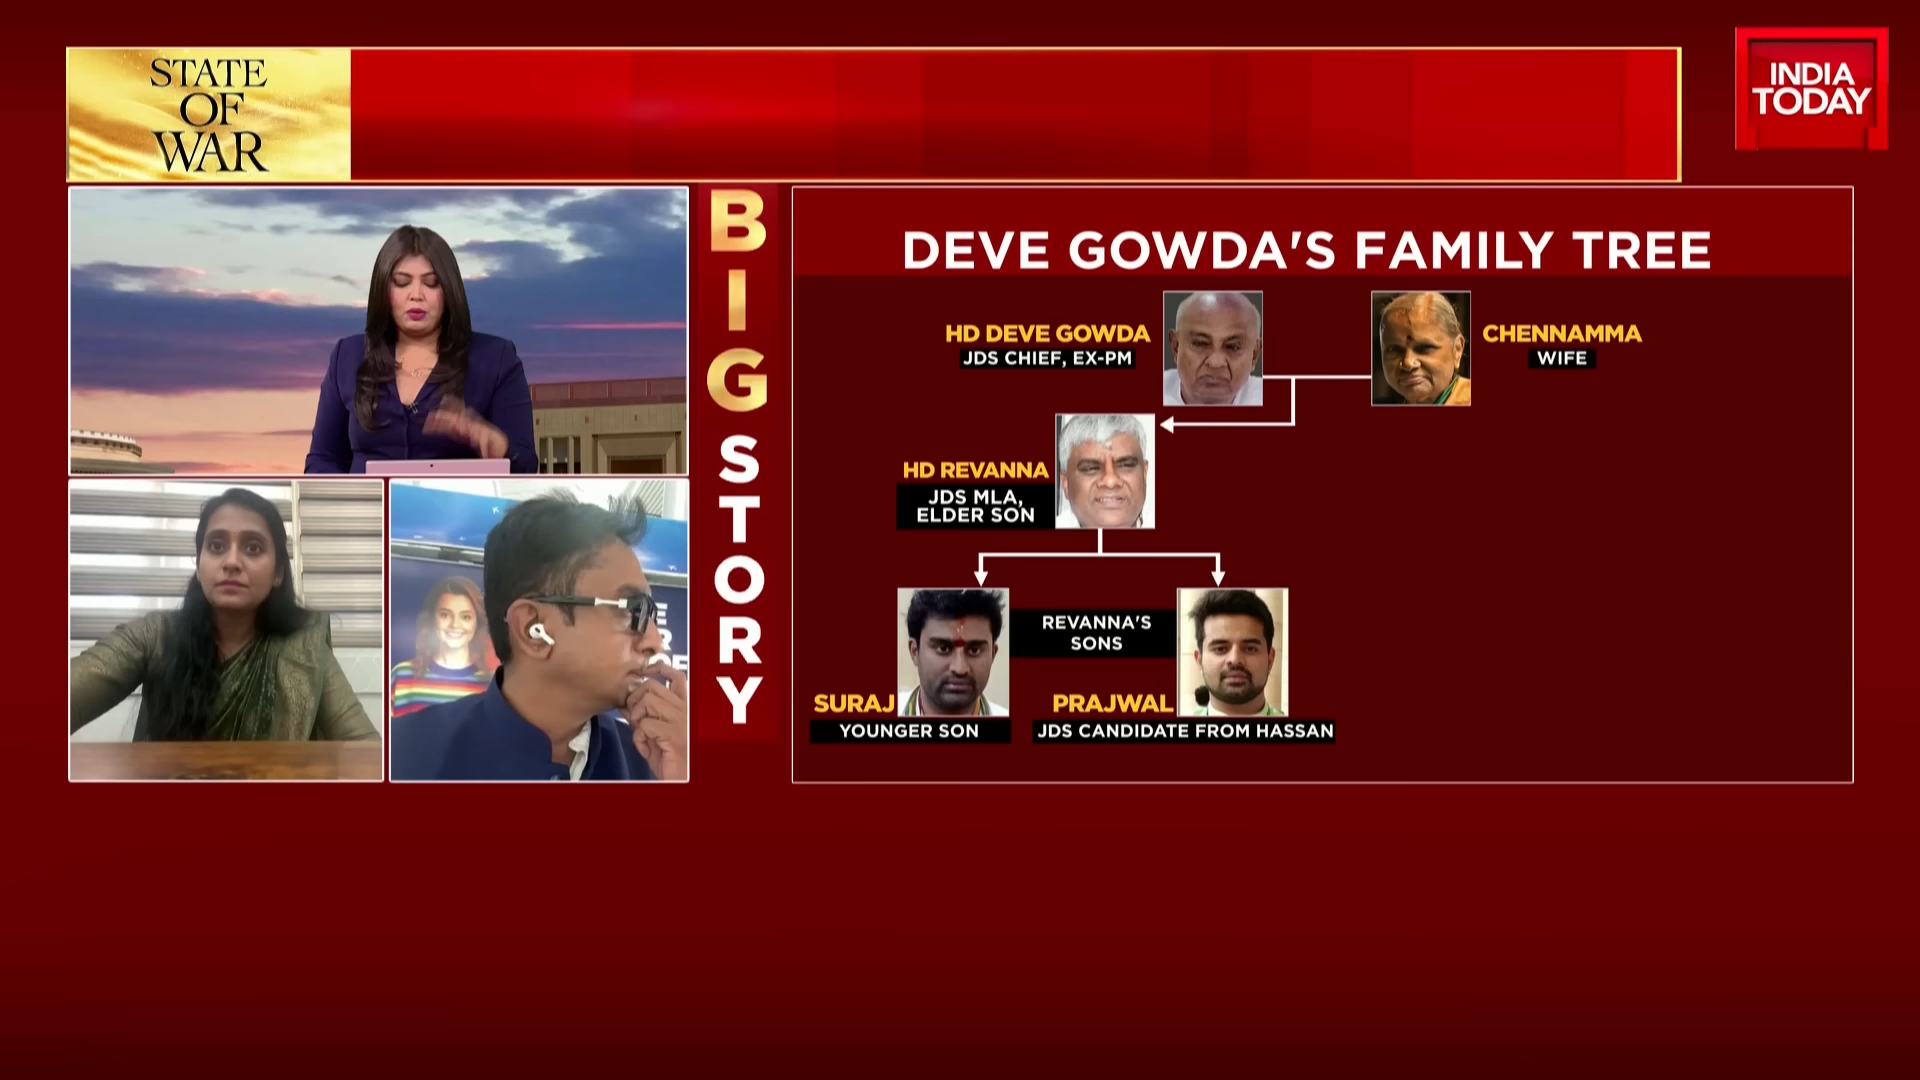 STATE
OF
WAR
INDIA
TODAY
BIG
STORY
DEVE GOWDA'S FAMILY TREE
HD DEVE GOWDA
JDS CHIEF, EX-PM
CHENNAMMA
WIFE
HD REVANNA
JDS MLA,
ELDER SON
REVANNA'S
SONS
SURAJ
YOUNGER SON
PRAJWAL
JDS CANDIDATE FROM HASSAN